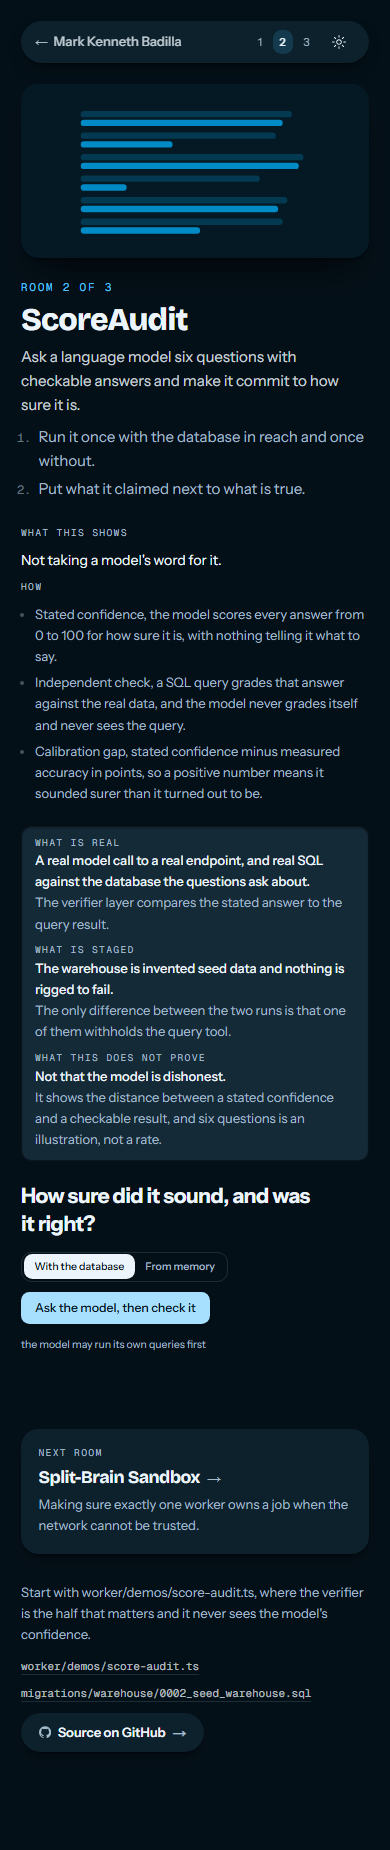 ← Mark Kenneth Badilla 1 2 3
ROOM 2 OF 3
ScoreAudit
Ask a language model six questions with
checkable answers and make it commit to how
sure it is.
1. Run it once with the database in reach and once
without.
2. Put what it claimed next to what is true.
WHAT THIS SHOWS
Not taking a model's word for it.
HOW
• Stated confidence, the model scores every answer from
0 to 100 for how sure it is, with nothing telling it what to
say.
• Independent check, a SQL query grades that answer
against the real data, and the model never grades itself
and never sees the query.
• Calibration gap, stated confidence minus measured
accuracy in points, so a positive number means it
sounded surer than it turned out to be.
WHAT IS REAL
A real model call to a real endpoint, and real SQL
against the database the questions ask about.
The verifier layer compares the stated answer to the
query result.
WHAT IS STAGED
The warehouse is invented seed data and nothing is
rigged to fail.
The only difference between the two runs is that one
of them withholds the query tool.
WHAT THIS DOES NOT PROVE
Not that the model is dishonest.
It shows the distance between a stated confidence
and a checkable result, and six questions is an
illustration, not a rate.
How sure did it sound, and was
it right?
With the database From memory
Ask the model, then check it
the model may run its own queries first
NEXT ROOM
Split-Brain Sandbox →
Making sure exactly one worker owns a job when the
network cannot be trusted.
Start with worker/demos/score-audit.ts, where the verifier
is the half that matters and it never sees the model's
confidence.
worker/demos/score-audit.ts
migrations/warehouse/0002_seed_warehouse.sql
Source on GitHub →